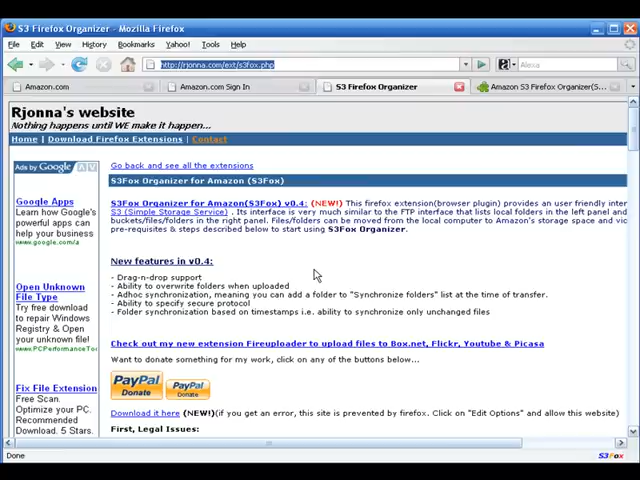 S3 Firefox Organizer - Mozilla Firefox
File Edit View History Bookmarks Yahoo! Tools Help
http://rjonna.com/ext/s3fox.php
Alexa
Amazon.com
Amazon.com Sign In
S3 Firefox Organizer
Amazon S3 Firefox Organizer(S...
Rjonna's website
Nothing happens until WE make it happen...
Home | Download Firefox Extensions | Contact
Ads by Google
Google Apps
Learn how Google's
powerful apps can
help your business
www.google.com/a
Open Unknown
File Type
Try free download
to repair Windows
Registry & Open
your unknown file!
www.PCPerformanceTo
Fix File Extension
Free Scan.
Optimize your PC.
Recommended
Download. 5 Stars.
Go back and see all the extensions
S3Fox Organizer for Amazon (S3Fox)
S3Fox Organizer for Amazon(S3Fox) v0.4: (NEW!) This firefox extension(browser plugin) provides an user friendly inter
S3 (Simple Storage Service) . Its interface is very much similar to the FTP interface that lists local folders in the left panel and
buckets/files/folders in the right panel. Files/folders can be moved from the local computer to Amazon's storage space and vic
pre-requisites & steps described below to start using S3Fox Organizer.
New features in v0.4:
- Drag-n-drop support
- Ability to overwrite folders when uploaded
- Adhoc synchronization, meaning you can add a folder to "Synchronize folders" list at the time of transfer.
- Ability to specify secure protocol
- Folder synchronization based on timestamps i.e. ability to synchronize only unchanged files
Check out my new extension Fireuploader to upload files to Box.net, Flickr, Youtube & Picasa
Want to donate something for my work, click on any of the buttons below...
PayPal
Donate
PayPal
Donate
Download it here (NEW!)(if you get an error, this site is prevented by firefox. Click on "Edit Options" and allow this website)
First, Legal Issues:
Done
S3Fox